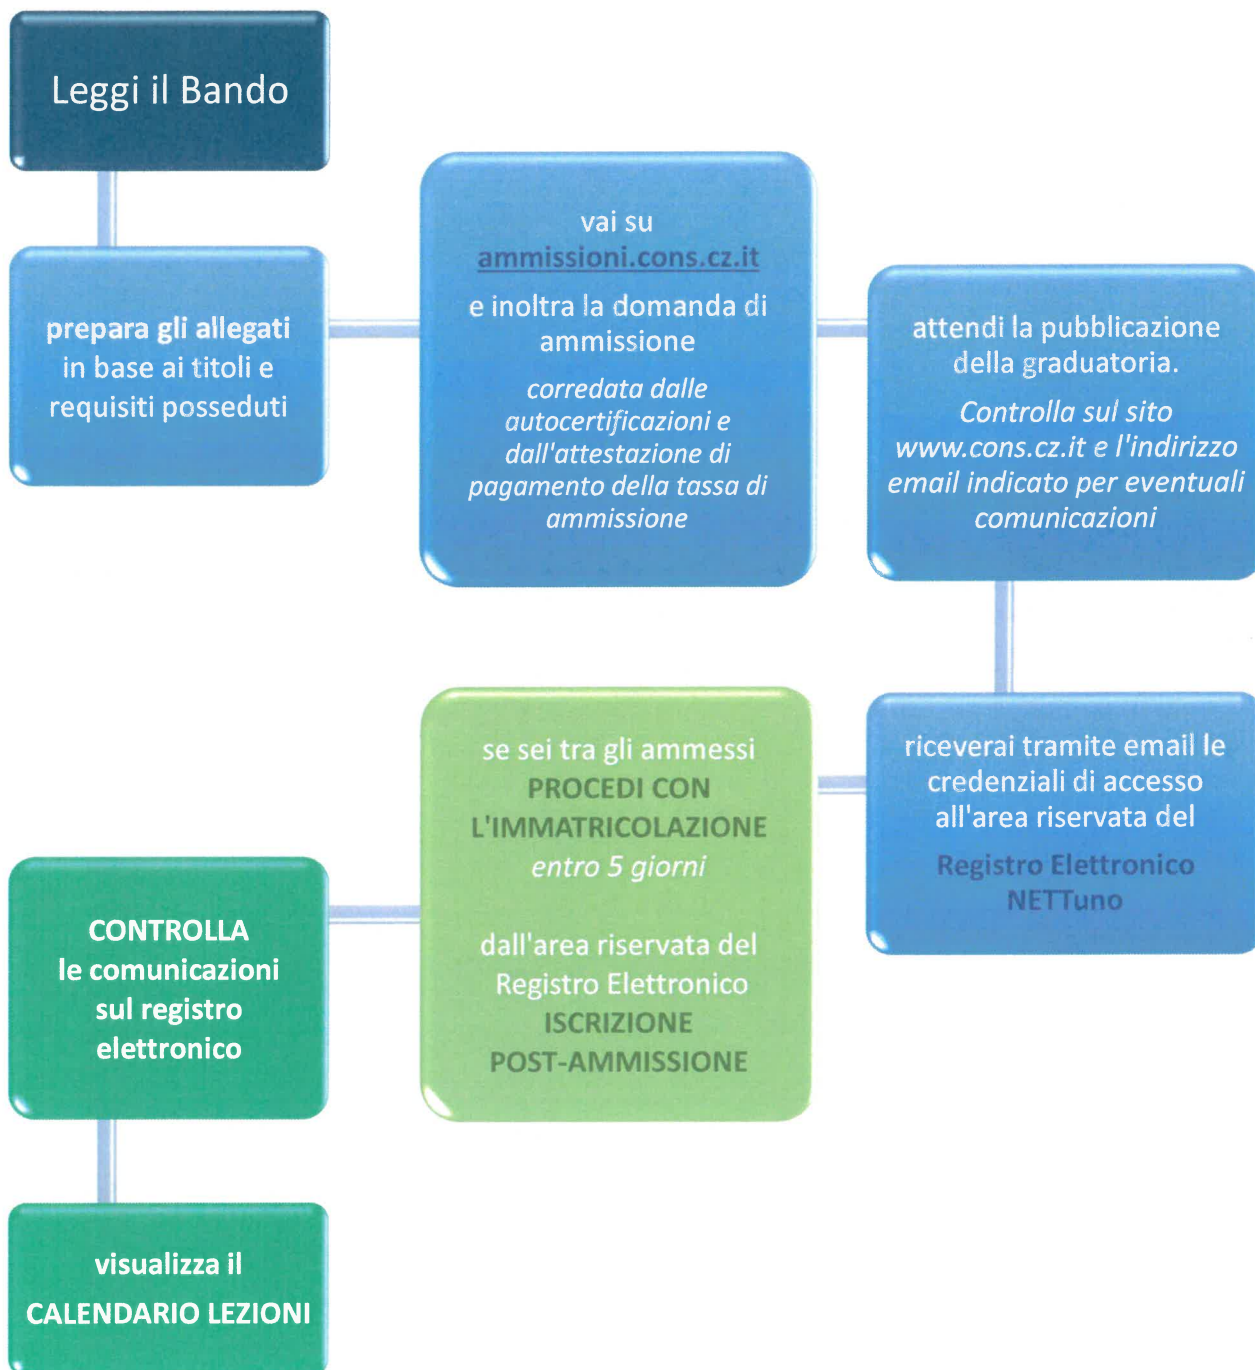 Leggi il Bando
prepara gli allegati
in base ai titoli e
requisiti posseduti
vai su
ammissioni.cons.cz.it
e inoltra la domanda di
ammissione
corredata dalle
autocertificazioni e
dall'attestazione di
pagamento della tassa di
ammissione
attendi la pubblicazione
della graduatoria.
Controlla sul sito
www.cons.cz.it e l'indirizzo
email indicato per eventuali
comunicazioni
riceverai tramite email le
credenziali di accesso
all'area riservata del
Registro Elettronico
NETTuno
se sei tra gli ammessi
PROCEDI CON
L'IMMATRICOLAZIONE
entro 5 giorni
dall'area riservata del
Registro Elettronico
ISCRIZIONE
POST-AMMISSIONE
CONTROLLA
le comunicazioni
sul registro
elettronico
visualizza il
CALENDARIO LEZIONI